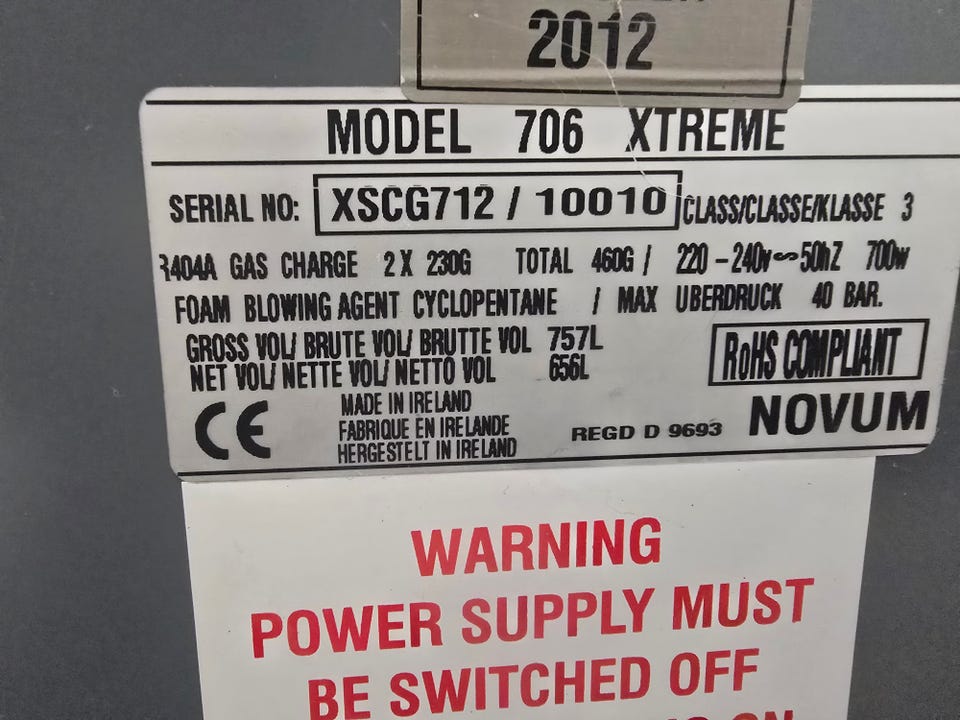 2012
MODEL 706 XTREME
SERIAL NO: XSCG712 / 10010 CLASS/CLASSE/KLASSE 3
R404A GAS CHARGE 2 X 230G TOTAL 460G / 220 - 240v~50hZ 700w
FOAM BLOWING AGENT CYCLOPENTANE / MAX UBERDRUCK 40 BAR.
GROSS VOL/ BRUTE VOL/ BRUTTE VOL 757L
NET VOL/ NETTE VOL/ NETTO VOL 656L
RoHS COMPLIANT
CE
MADE IN IRELAND
FABRIQUE EN IRELANDE
HERGESTELT IN IRELAND
REGD D 9693
NOVUM
WARNING
POWER SUPPLY MUST
BE SWITCHED OFF